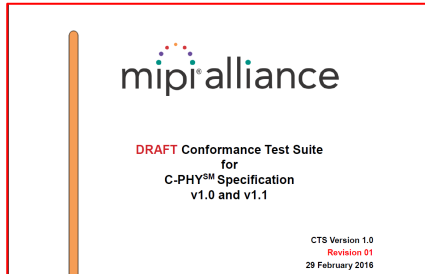 mipi® alliance
DRAFT Conformance Test Suite
for
C-PHY℠ Specification
v1.0 and v1.1
CTS Version 1.0
Revision 01
29 February 2016